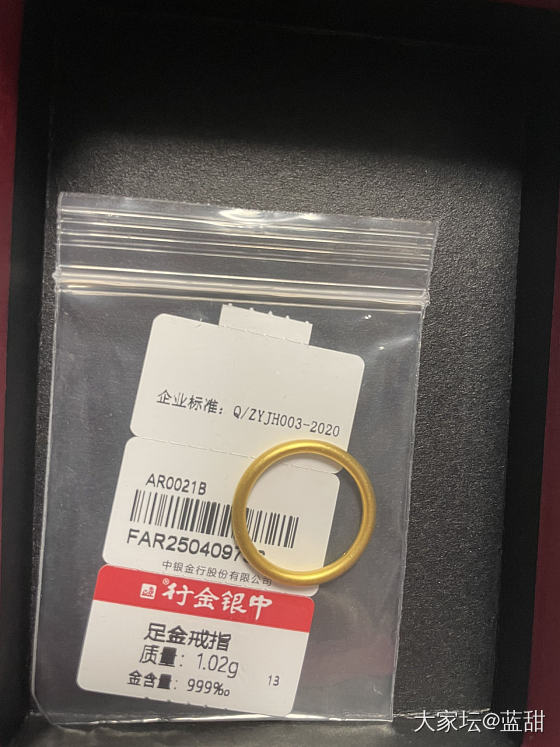 企业标准：Q/ZYJH003-2020
AR0021B
FAR2504097
中银金行股份有限公司
®行金银中
足金戒指
质量：1.02g
金含量：999‰
13
大家坛@蓝甜